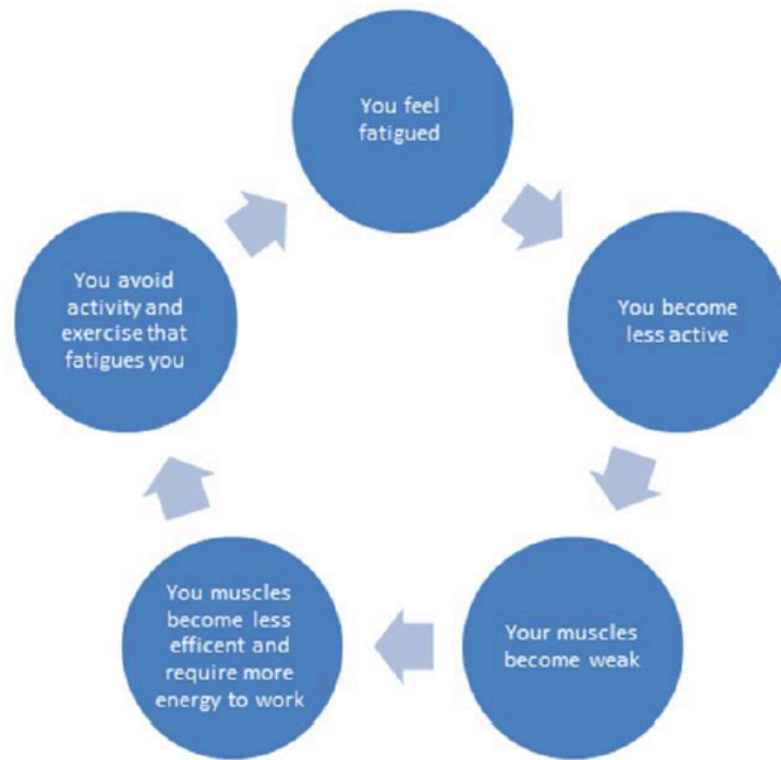 You feel
fatigued
You become
less active
Your muscles
become weak
You muscles
become less
efficent and
require more
energy to work
You avoid
activity and
exercise that
fatigues you